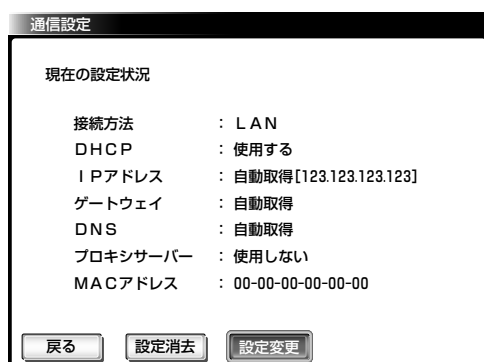 通信設定
現在の設定状況
接続方法 : ＬＡＮ
ＤＨＣＰ : 使用する
ＩＰアドレス : 自動取得[123.123.123.123]
ゲートウェイ : 自動取得
ＤＮＳ : 自動取得
プロキシサーバー : 使用しない
ＭＡＣアドレス : 00-00-00-00-00-00
戻る 設定消去 設定変更